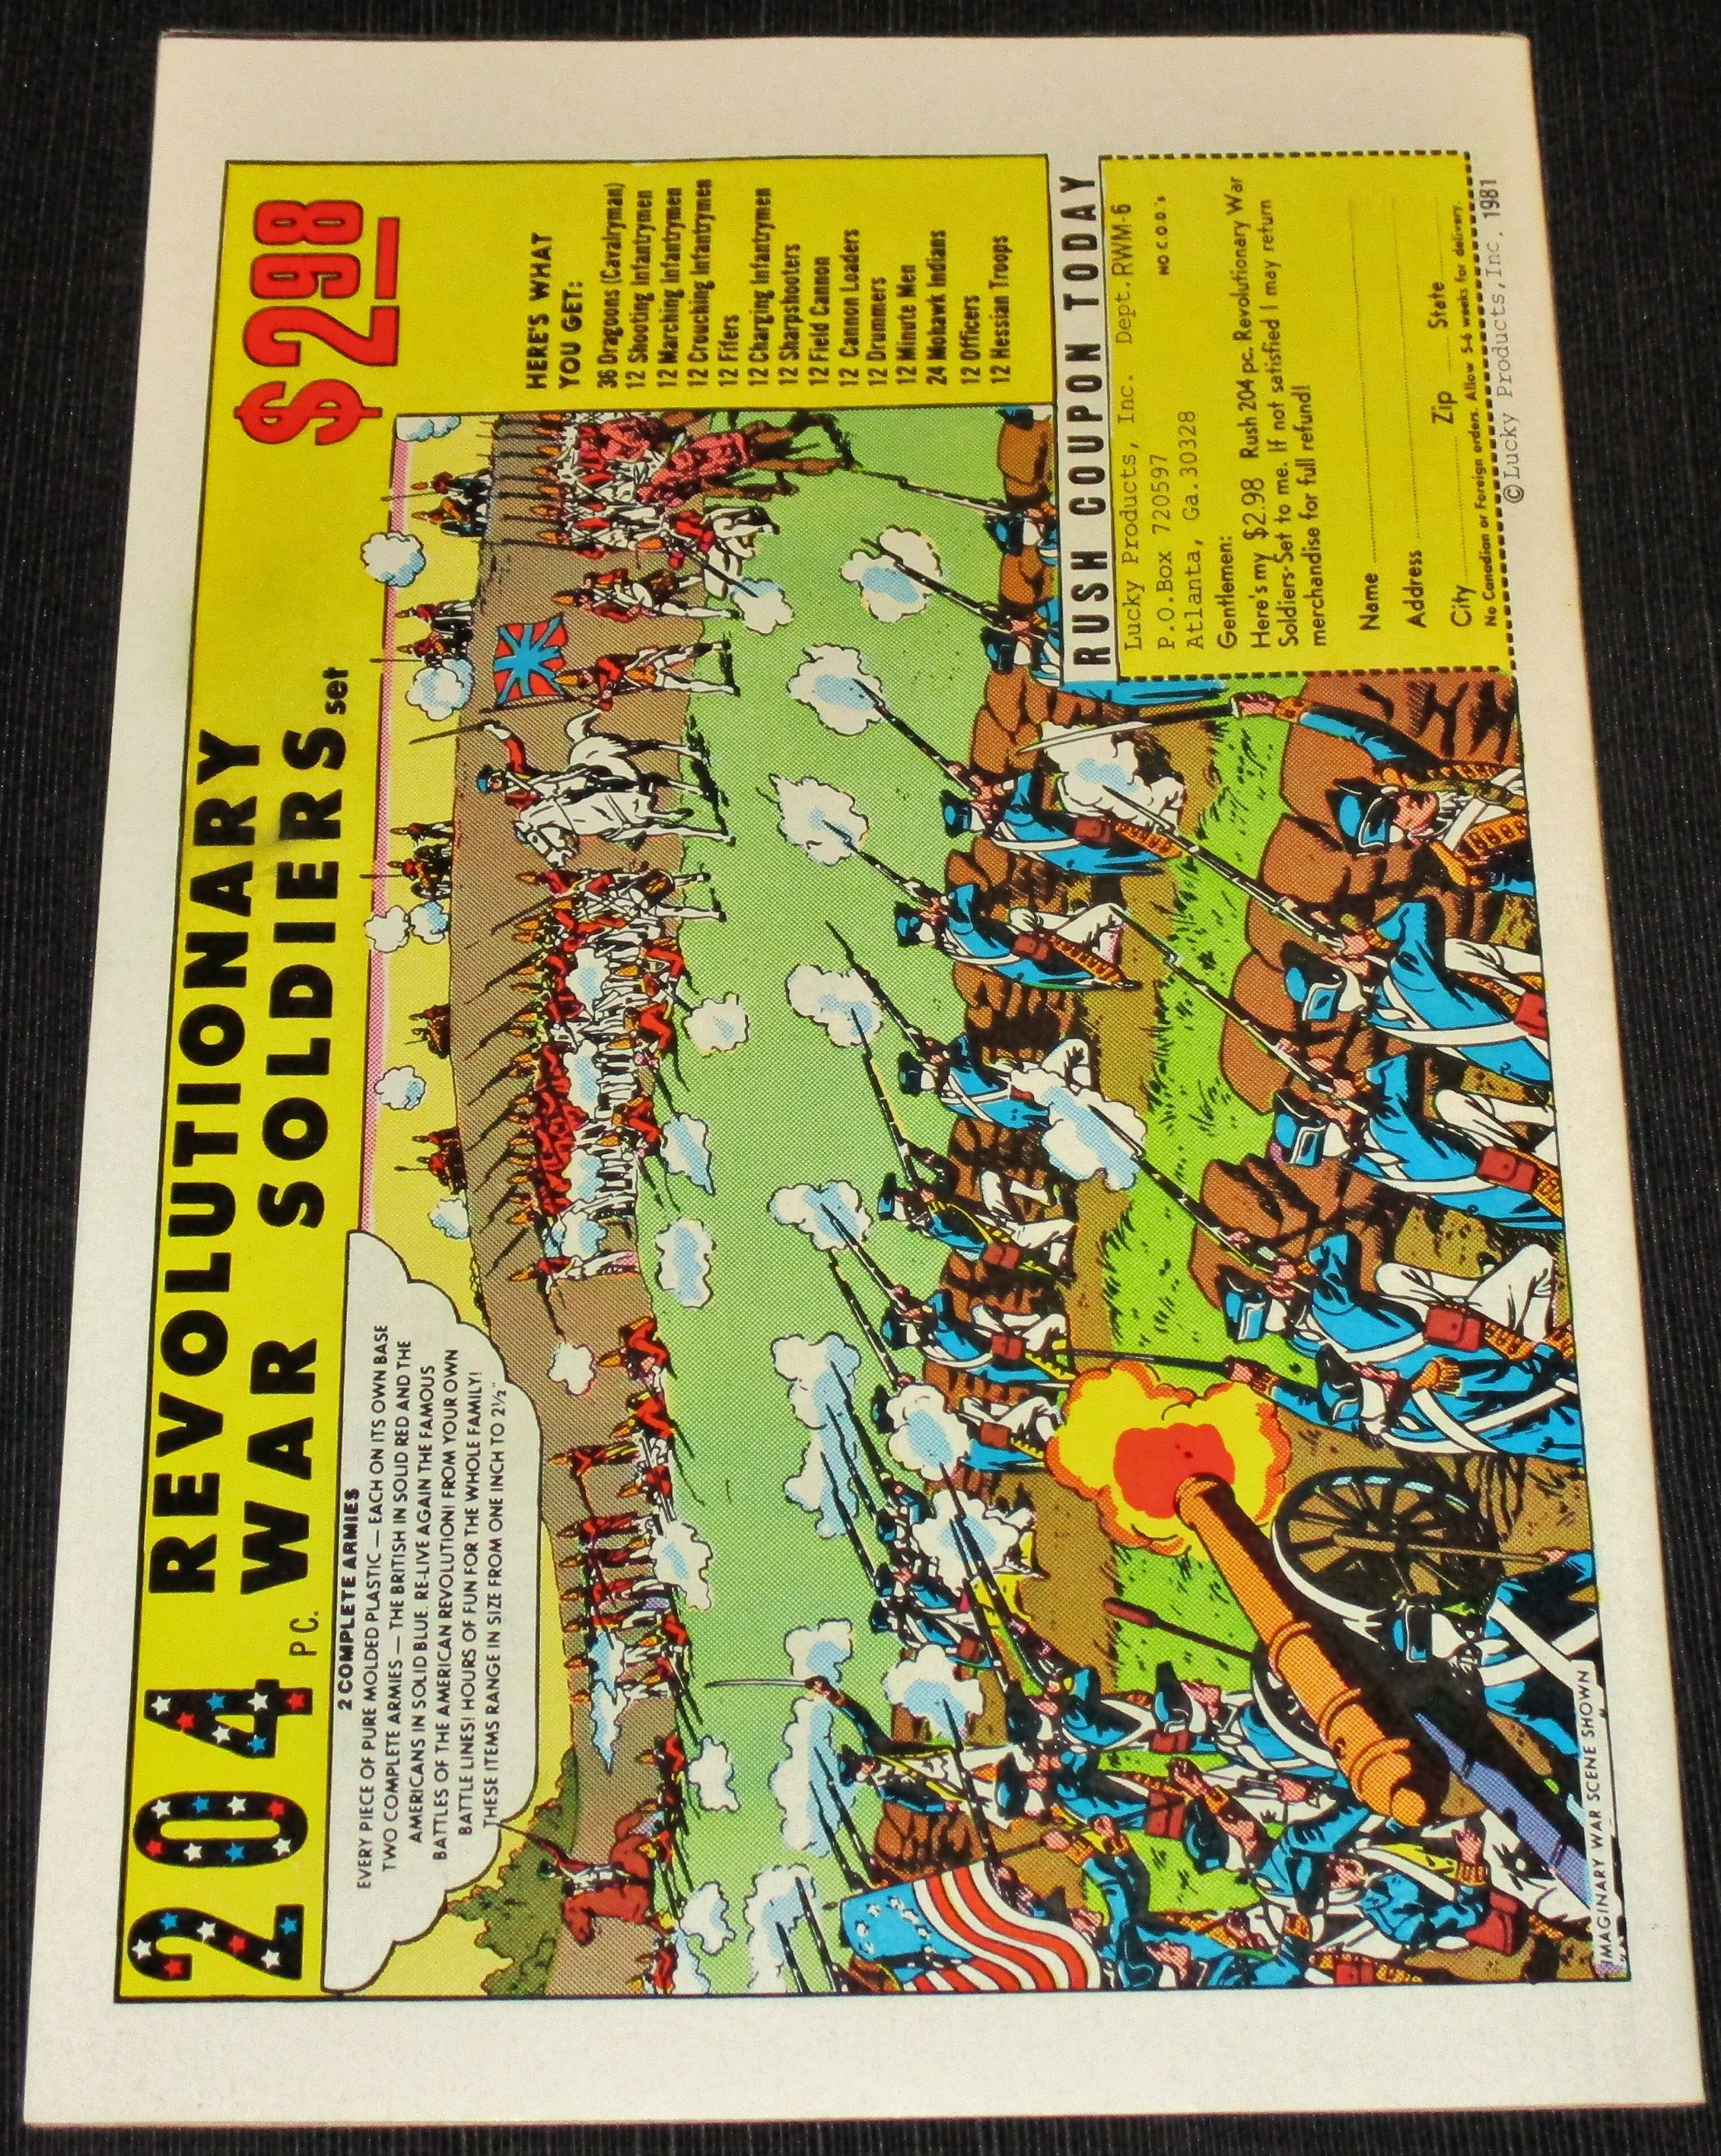 204 PC. REVOLUTIONARY
WAR SOLDIERS set
$2.98
2 COMPLETE ARMIES
EVERY PIECE OF PURE MOLDED PLASTIC — EACH ON ITS OWN BASE
TWO COMPLETE ARMIES — THE BRITISH IN SOLID RED AND THE
AMERICANS IN SOLID BLUE. RE-LIVE AGAIN THE FAMOUS
BATTLES OF THE AMERICAN REVOLUTION! FROM YOUR OWN
BATTLE LINES! HOURS OF FUN FOR THE WHOLE FAMILY!
THESE ITEMS RANGE IN SIZE FROM ONE INCH TO 2½"
HERE'S WHAT
YOU GET:
36 Dragoons (Cavalryman)
12 Shooting Infantrymen
12 Marching Infantrymen
12 Crouching Infantrymen
12 Fifers
12 Charging Infantrymen
12 Sharpshooters
12 Field Cannon
12 Cannon Loaders
12 Drummers
12 Minute Men
24 Mohawk Indians
12 Officers
12 Hessian Troops
RUSH COUPON TODAY
Lucky Products, Inc. Dept.RWM-6
P.O.Box 720597 NO C.O.D.'s
Atlanta, Ga.30328
Gentlemen:
Here's my $2.98 Rush 204 pc. Revolutionary War
Soldiers Set to me. If not satisfied I may return
merchandise for full refund!
Name
Address
City Zip State
No Canadian or Foreign orders. Allow 5-6 weeks for delivery.
©Lucky Products,Inc. 1981
IMAGINARY WAR SCENE SHOWN